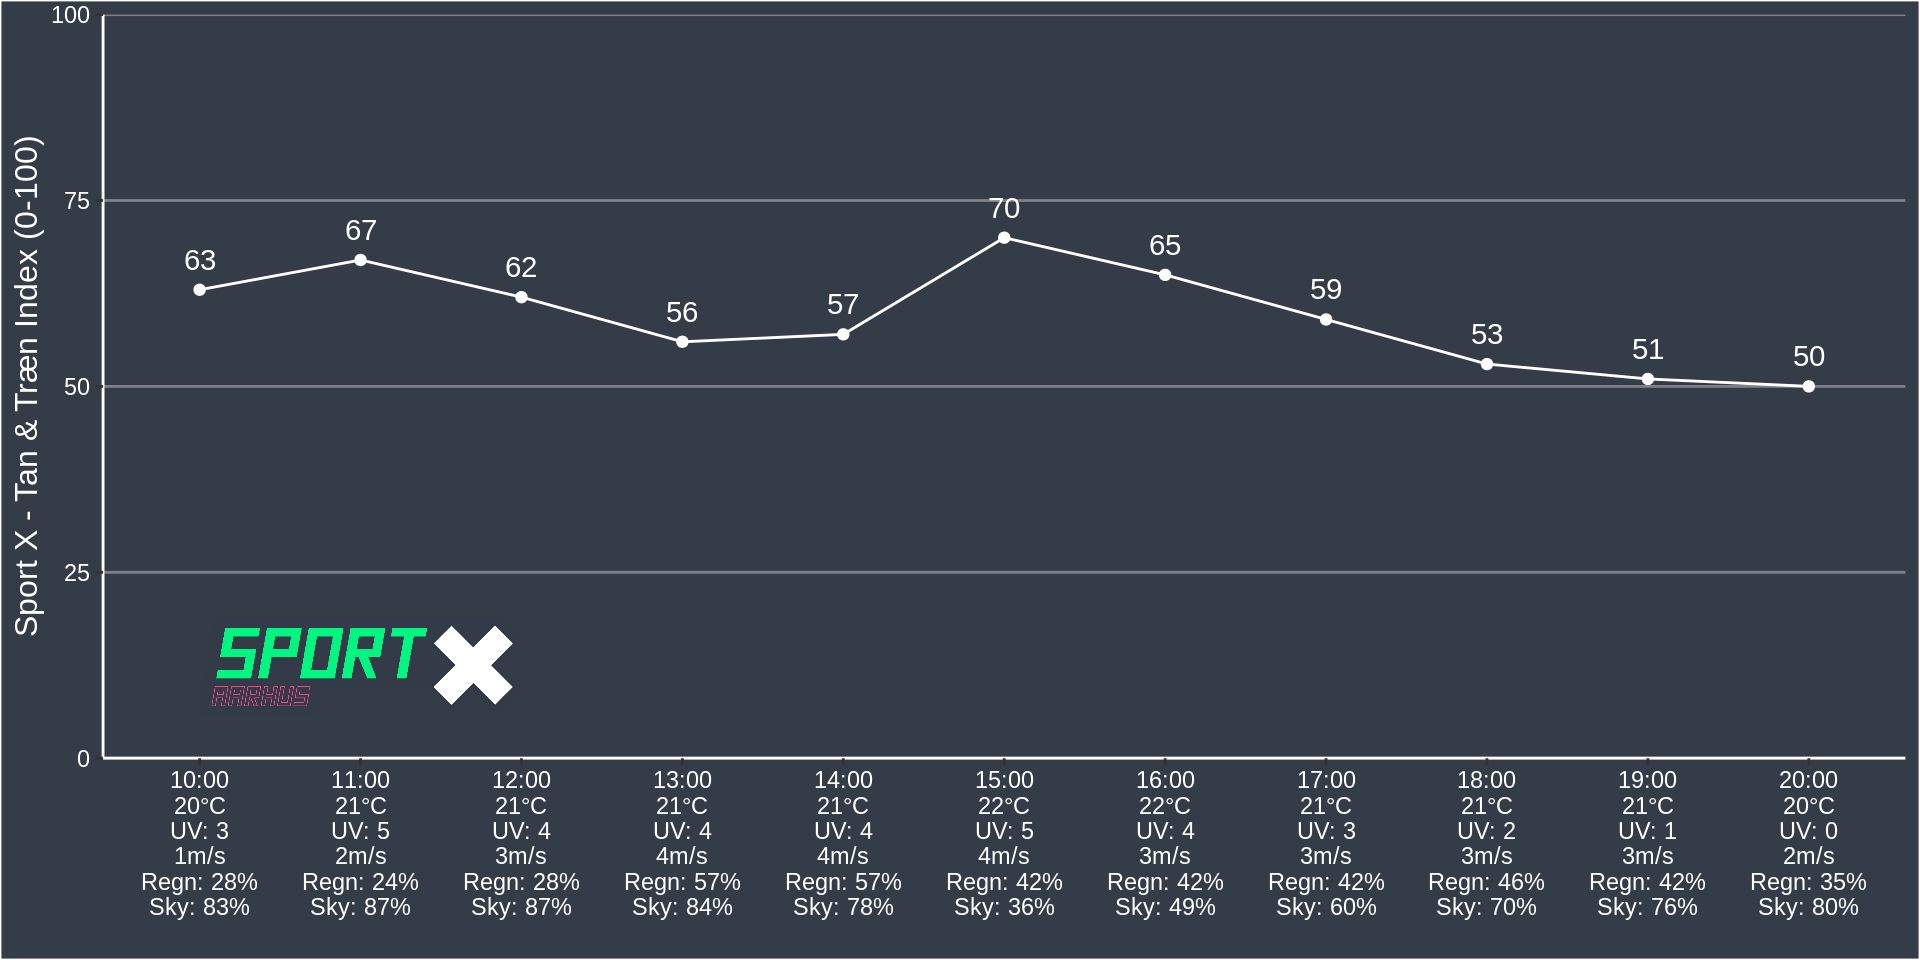 Sport X - Tan & Træn Index (0-100)
100
75
50
25
0
63
67
62
56
57
70
65
59
53
51
50
SPORT X
AARHUS
10:00 11:00 12:00 13:00 14:00 15:00 16:00 17:00 18:00 19:00 20:00
20°C 21°C 21°C 21°C 21°C 22°C 22°C 21°C 21°C 21°C 20°C
UV: 3 UV: 5 UV: 4 UV: 4 UV: 4 UV: 5 UV: 4 UV: 3 UV: 2 UV: 1 UV: 0
1m/s 2m/s 3m/s 4m/s 4m/s 4m/s 3m/s 3m/s 3m/s 3m/s 2m/s
Regn: 28% Regn: 24% Regn: 28% Regn: 57% Regn: 57% Regn: 42% Regn: 42% Regn: 42% Regn: 46% Regn: 42% Regn: 35%
Sky: 83% Sky: 87% Sky: 87% Sky: 84% Sky: 78% Sky: 36% Sky: 49% Sky: 60% Sky: 70% Sky: 76% Sky: 80%